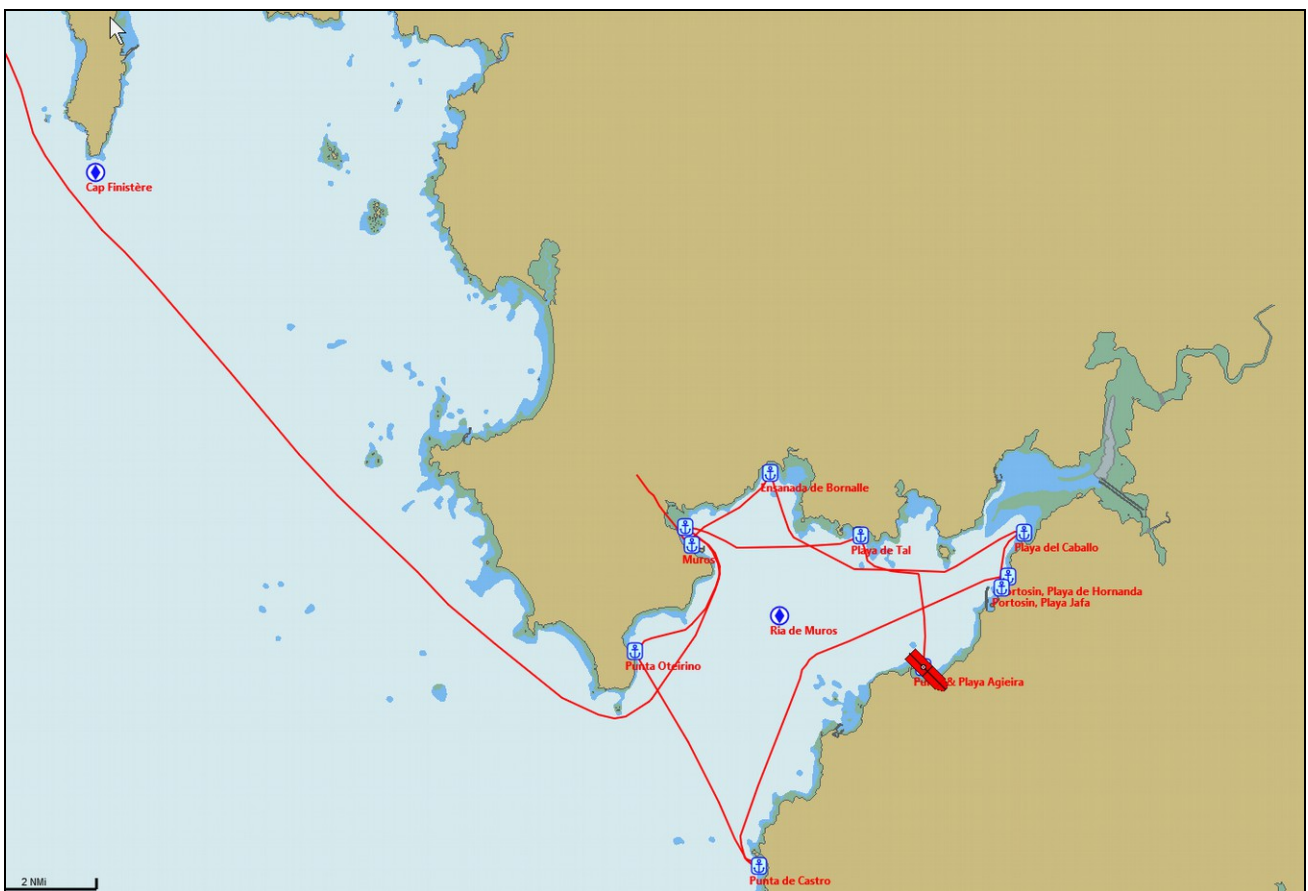 Cap Finistère
Ensanada de Bornalle
Muros
Playa de Tal
Playa del Caballo
Portosin, Playa de Hornanda
Portosin, Playa Jafa
Ria de Muros
Punta Oteirino
& Playa Agieira
Punta de Castro
2 NMi